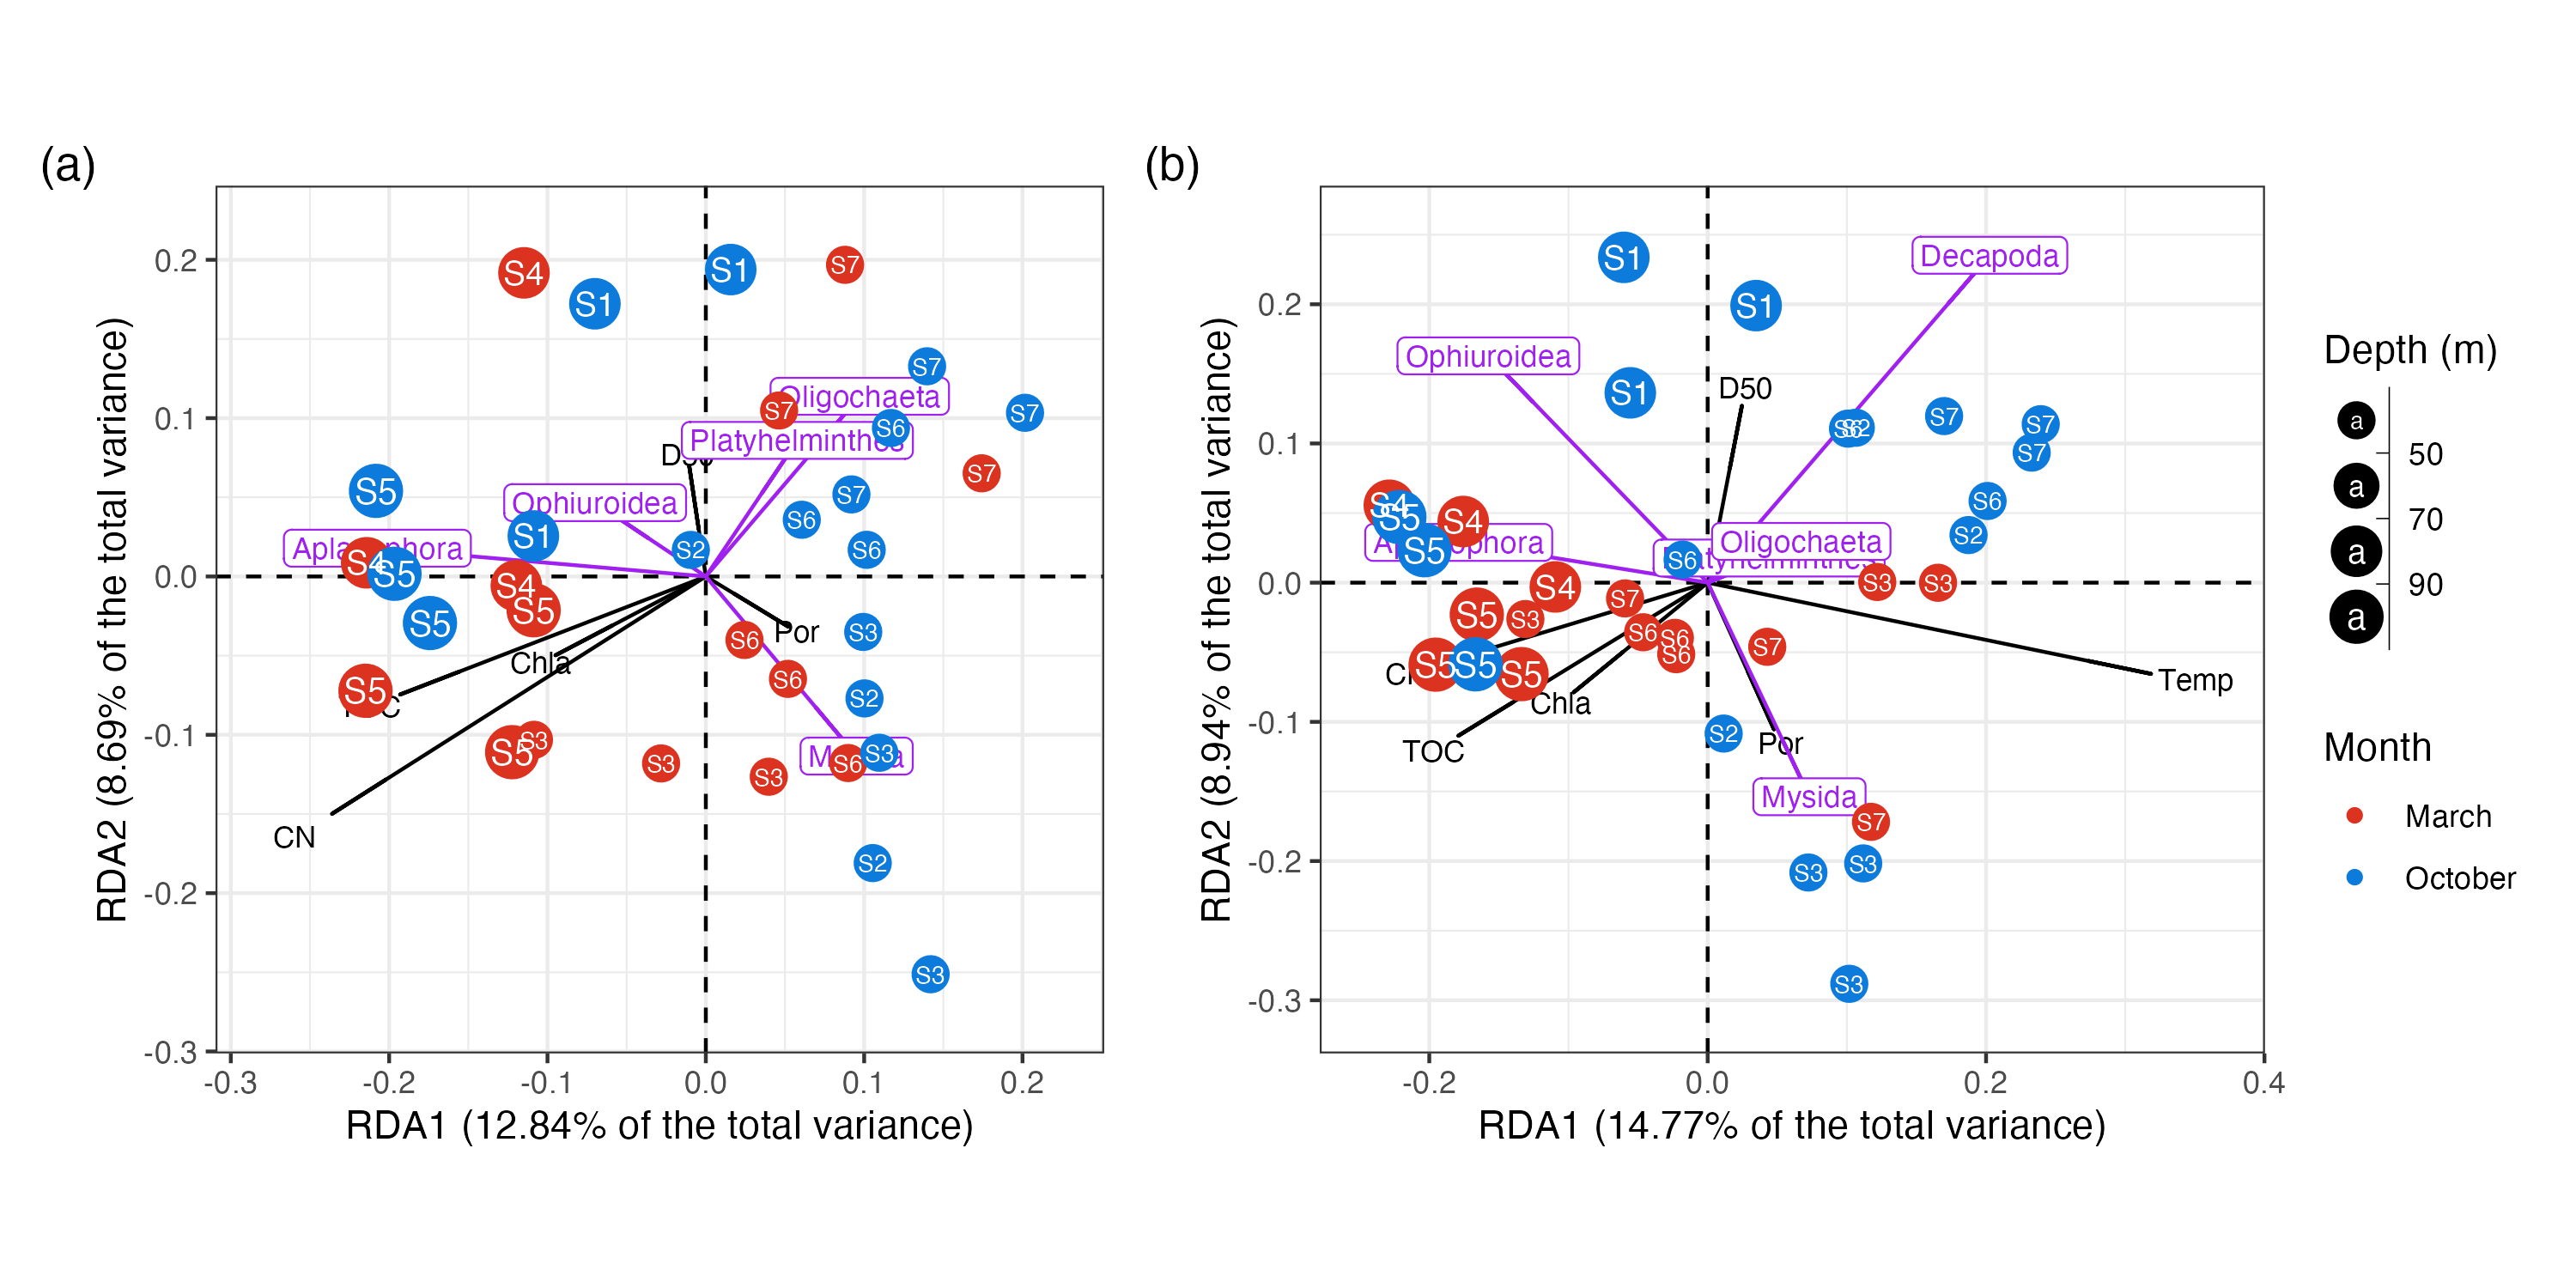 (a)
RDA2 (8.69% of the total variance)
0.2
0.1
0.0
-0.1
-0.2
-0.3
-0.3
-0.2
-0.1
0.0
0.1
0.2
RDA1 (12.84% of the total variance)
S4
S1
S1
S7
S7
Oligochaeta
S7
S6
S7
Platyhelminthes
S7
S5
Ophiuroidea
S7
S6
S1
S2
S6
S4
S5
S4
S5
S5
Por
S3
S6
Chla
S6
S5
S2
S5
S3
S3
S3
S6
S3
CN
S2
S3
(b)
RDA2 (8.94% of the total variance)
0.2
0.1
0.0
-0.1
-0.2
-0.3
-0.2
0.0
0.2
0.4
RDA1 (14.77% of the total variance)
S1
Decapoda
S1
Ophiuroidea
D50
S1
S7
S7
S6
S2
S7
S6
S4
S5
S4
S2
S5
Oligochaeta
S6
S4
S3
S3
S7
S5
S3
S6
S6
S6
S7
S5
S5
S5
Temp
Chla
TOC
S2
Por
Mysida
S7
S3
S3
S3
Depth (m)
a
50
a
70
a
90
a
Month
March
October